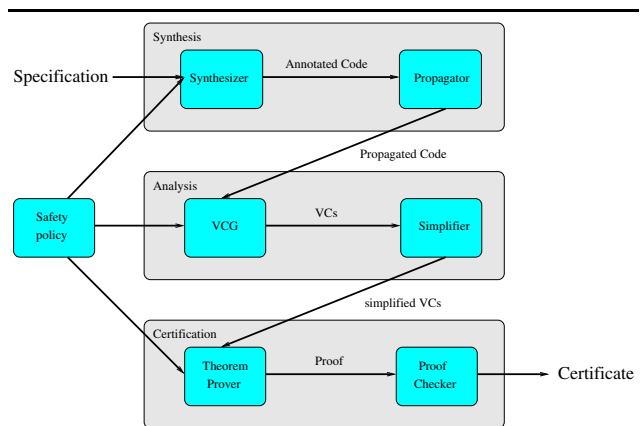 Synthesis
Specification
Synthesizer
Annotated Code
Propagator
Propagated Code
Analysis
Safety
policy
VCG
VCs
Simplifier
simplified VCs
Certification
Theorem
Prover
Proof
Proof
Checker
Certificate